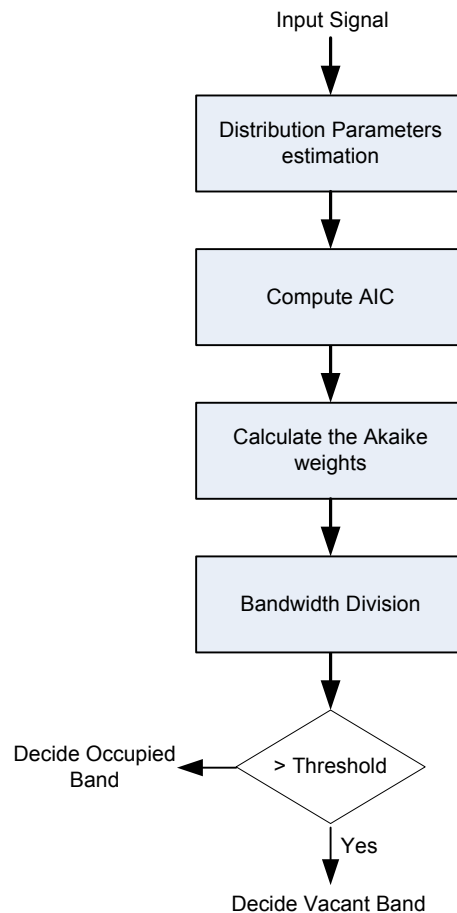 Input Signal
Distribution Parameters
estimation
Compute AIC
Calculate the Akaike
weights
Bandwidth Division
> Threshold
Decide Occupied
Band
Yes
Decide Vacant Band